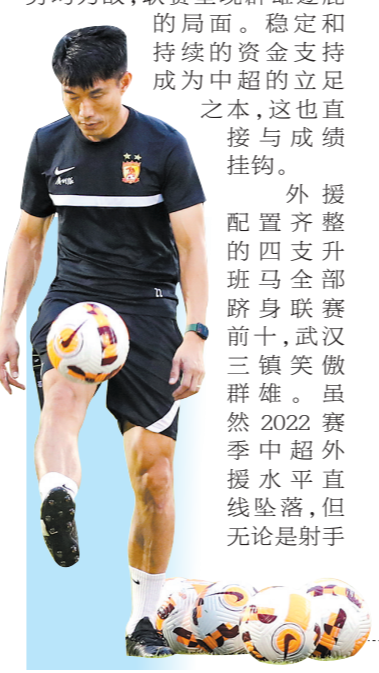 的局面。稳定和
持续的资金支持
成为中超的立足
之本,这也直
接与成绩
挂钩。
外援
配置齐整
的四支升
班马全部
跻身联赛
前十,武汉
三镇笑傲
群雄。虽
然2022赛
季中超外
援水平直
线坠落,但
无论是射手